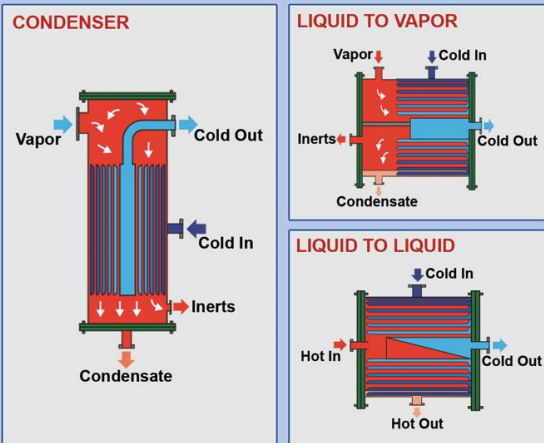 CONDENSER
Vapor
Cold Out
Cold In
Inerts
Condensate
LIQUID TO VAPOR
Vapor
Cold In
Inerts
Cold Out
Condensate
LIQUID TO LIQUID
Cold In
Hot In
Cold Out
Hot Out